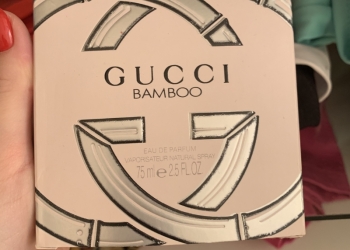 GUCCI
BAMBOO
EAU DE PARFUM
VAPORISATEUR NATURAL SPRAY
75 ml ℮ 2.5 FL.OZ